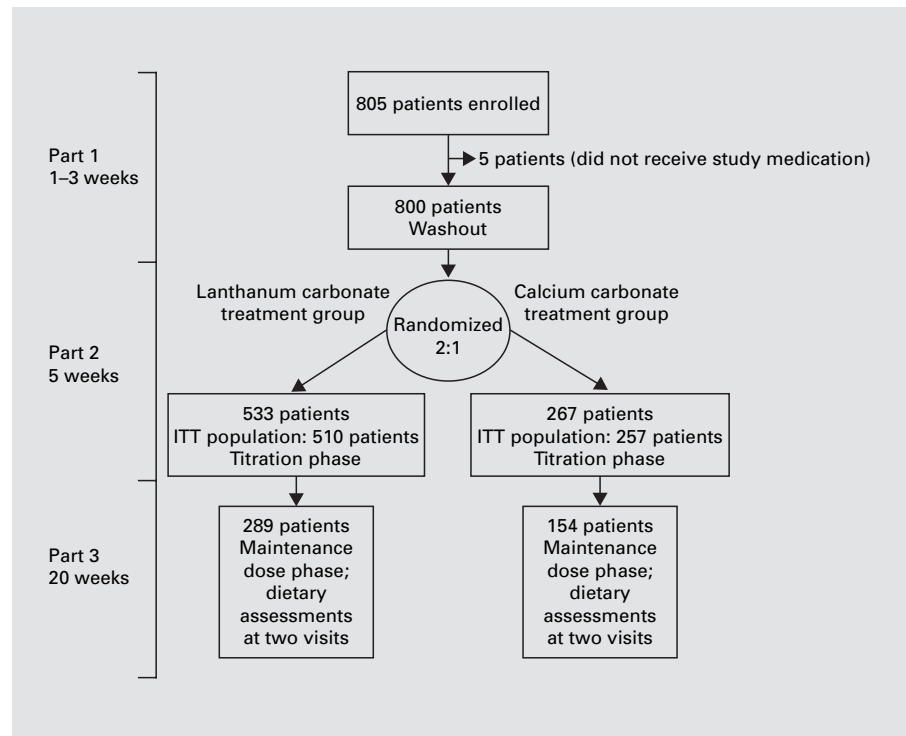 805 patients enrolled
Part 1
1–3 weeks
5 patients (did not receive study medication)
800 patients
Washout
Lanthanum carbonate
treatment group
Calcium carbonate
treatment group
Randomized
2:1
Part 2
5 weeks
533 patients
ITT population: 510 patients
Titration phase
267 patients
ITT population: 257 patients
Titration phase
Part 3
20 weeks
289 patients
Maintenance
dose phase;
dietary
assessments
at two visits
154 patients
Maintenance
dose phase;
dietary
assessments
at two visits